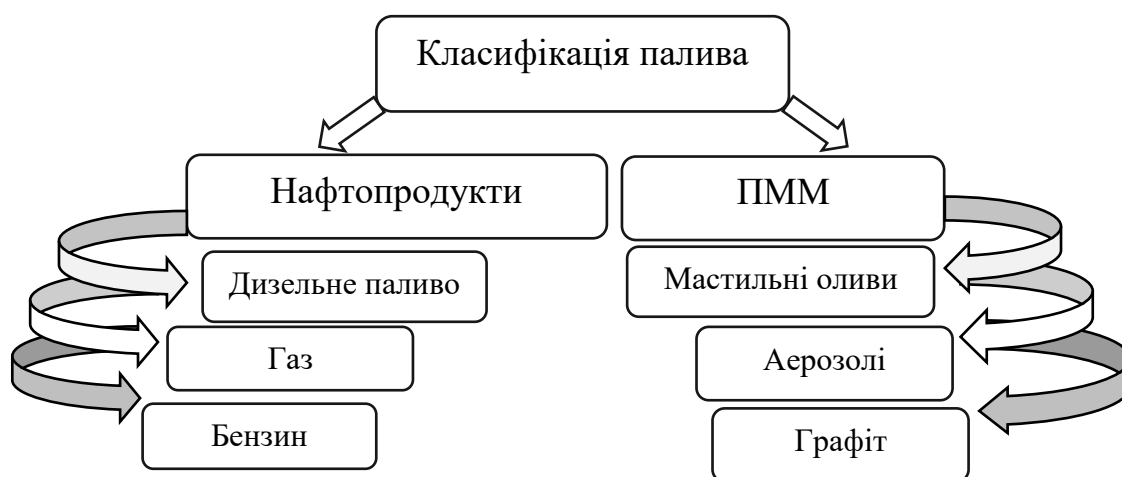 Класифікація палива
Нафтопродукти
ПММ
Дизельне паливо
Мастильні оливи
Газ
Аерозолі
Бензин
Графіт